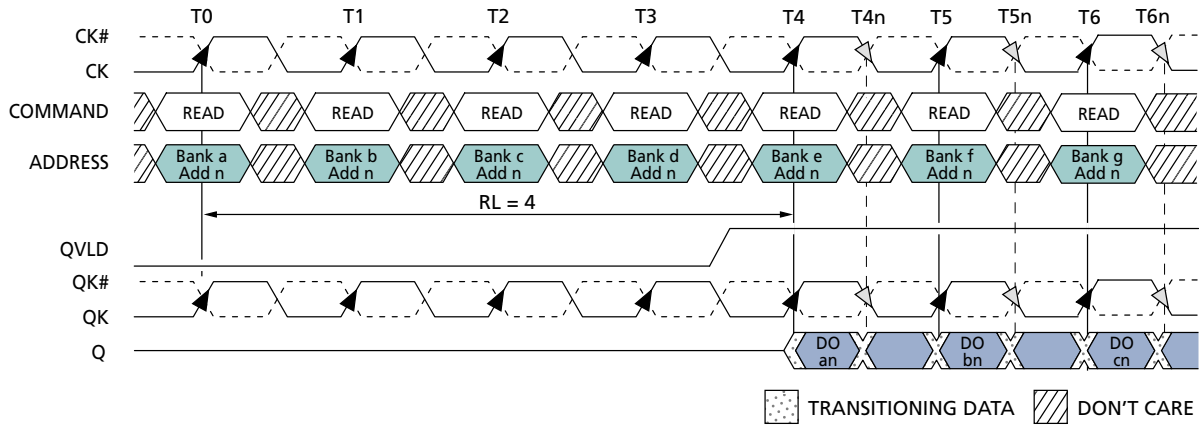 T0 T1 T2 T3 T4 T4n T5 T5n T6 T6n
CK#
CK
COMMAND READ READ READ READ READ READ READ
ADDRESS Bank a Bank b Bank c Bank d Bank e Bank f Bank g
Add n Add n Add n Add n Add n Add n Add n
RL = 4
QVLD
QK#
QK
Q DO DO DO
an bn cn
TRANSITIONING DATA DON'T CARE